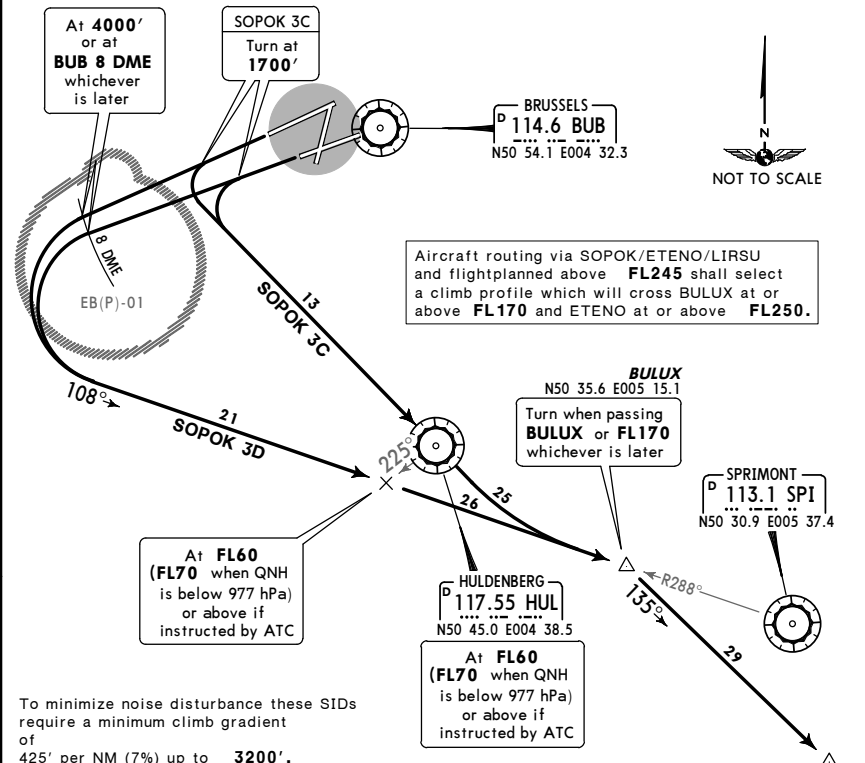 At 4000'
or at
BUB 8 DME
whichever
is later
SOPOK 3C
Turn at
1700'
BRUSSELS
D 114.6 BUB
N50 54.1 E004 32.3
N
NOT TO SCALE
8 DME
EB(P)-01
Aircraft routing via SOPOK/ETENO/LIRSU
and flightplanned above FL245 shall select
a climb profile which will cross BULUX at or
above FL170 and ETENO at or above FL250.
13
SOPOK 3C
BULUX
N50 35.6 E005 15.1
Turn when passing
BULUX or FL170
whichever is later
108°
21
SOPOK 3D
225°
26
25
SPRIMONT
D 113.1 SPI
N50 30.9 E005 37.4
At FL60
(FL70 when QNH
is below 977 hPa)
or above if
instructed by ATC
HULDENBERG
D 117.55 HUL
N50 45.0 E004 38.5
At FL60
(FL70 when QNH
is below 977 hPa)
or above if
instructed by ATC
R288°
135°
29
To minimize noise disturbance these SIDs
require a minimum climb gradient
of
425' per NM (7%) up to 3200'.